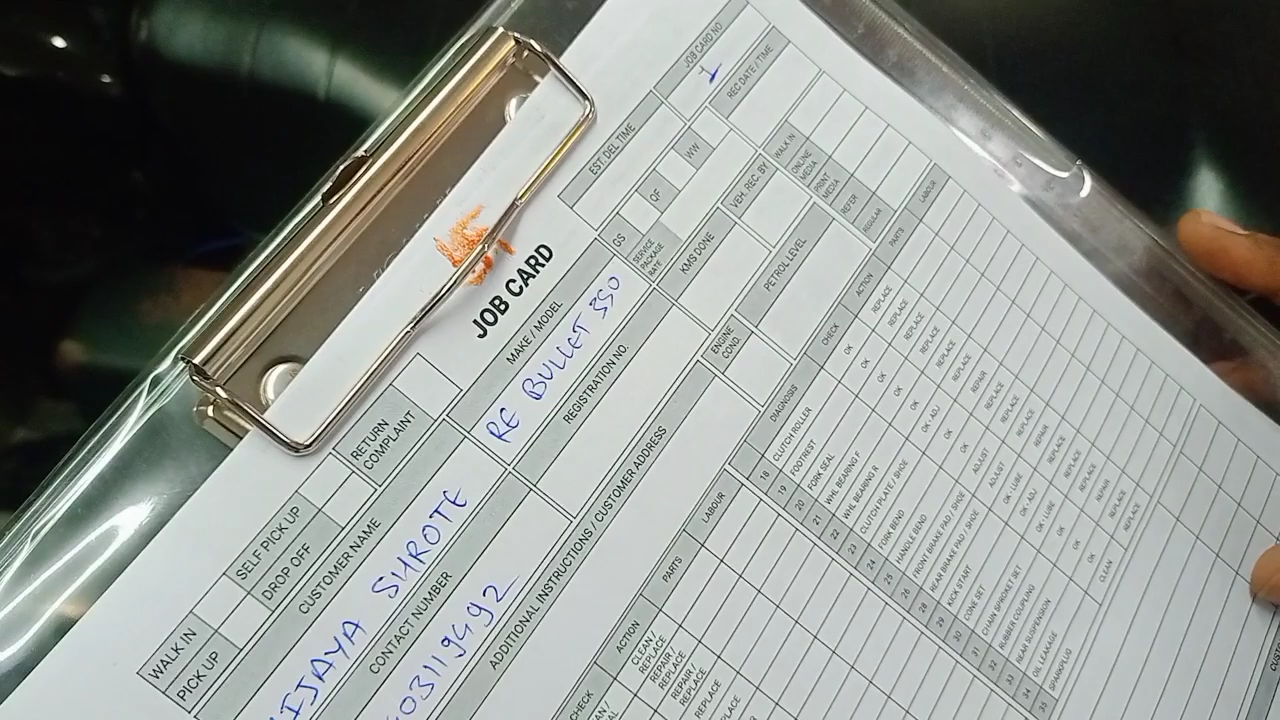 JOB CARD
JOB CARD NO
1
EST. DEL TIME
REC DATE / TIME
WALK IN
PICK UP
SELF PICK UP
DROP OFF
RETURN COMPLAINT
CUSTOMER NAME
MAKE / MODEL
GS
QF
WW
SERVICE PACKAGE RATE
SHROTE
RE BULLET 350
CONTACT NUMBER
REGISTRATION NO.
KMS DONE
VEH. REC. BY
WALK IN
ONLINE MEDIA
PRINT MEDIA
REFER
REGULAR
ADDITIONAL INSTRUCTIONS / CUSTOMER ADDRESS
ENGINE COND.
PETROL LEVEL
CHECK ACTION PARTS LABOUR
DIAGNOSIS CHECK ACTION PARTS LABOUR
CLEAN / REPLACE
REPAIR / REPLACE
REPAIR / REPLACE
REPLACE
18 CLUTCH ROLLER OK REPLACE
19 FOOTREST OK REPLACE
20 FORK SEAL OK REPLACE
21 WHL BEARING F OK REPLACE
22 WHL BEARING R OK REPLACE
23 CLUTCH PLATE / SHOE OK - ADJ REPLACE
24 FORK BEND OK REPAIR
25 HANDLE BEND OK REPLACE
26 FRONT BRAKE PAD / SHOE ADJUST REPLACE
28 REAR BRAKE PAD / SHOE ADJUST REPLACE
29 KICK START OK - LUBE REPAIR
30 CONE SET OK - ADJ REPLACE
31 CHAIN SPROKET SET OK - LUBE REPLACE
32 RUBBER COUPLING OK REPLACE
33 REAR SUSPENSION OK REPLACE
34 OIL LEAKAGE OK REPAIR
35 SPARKPLUG CLEAN REPLACE